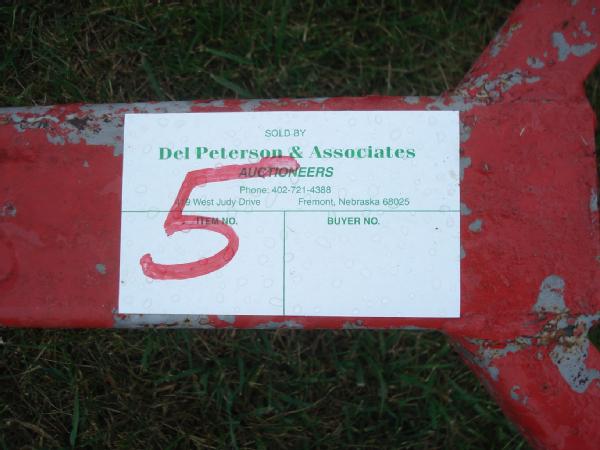 SOLD BY
Del Peterson & Associates
AUCTIONEERS
Phone: 402-721-4388
West Judy Drive Fremont, Nebraska 68025
ITEM NO. BUYER NO.
5